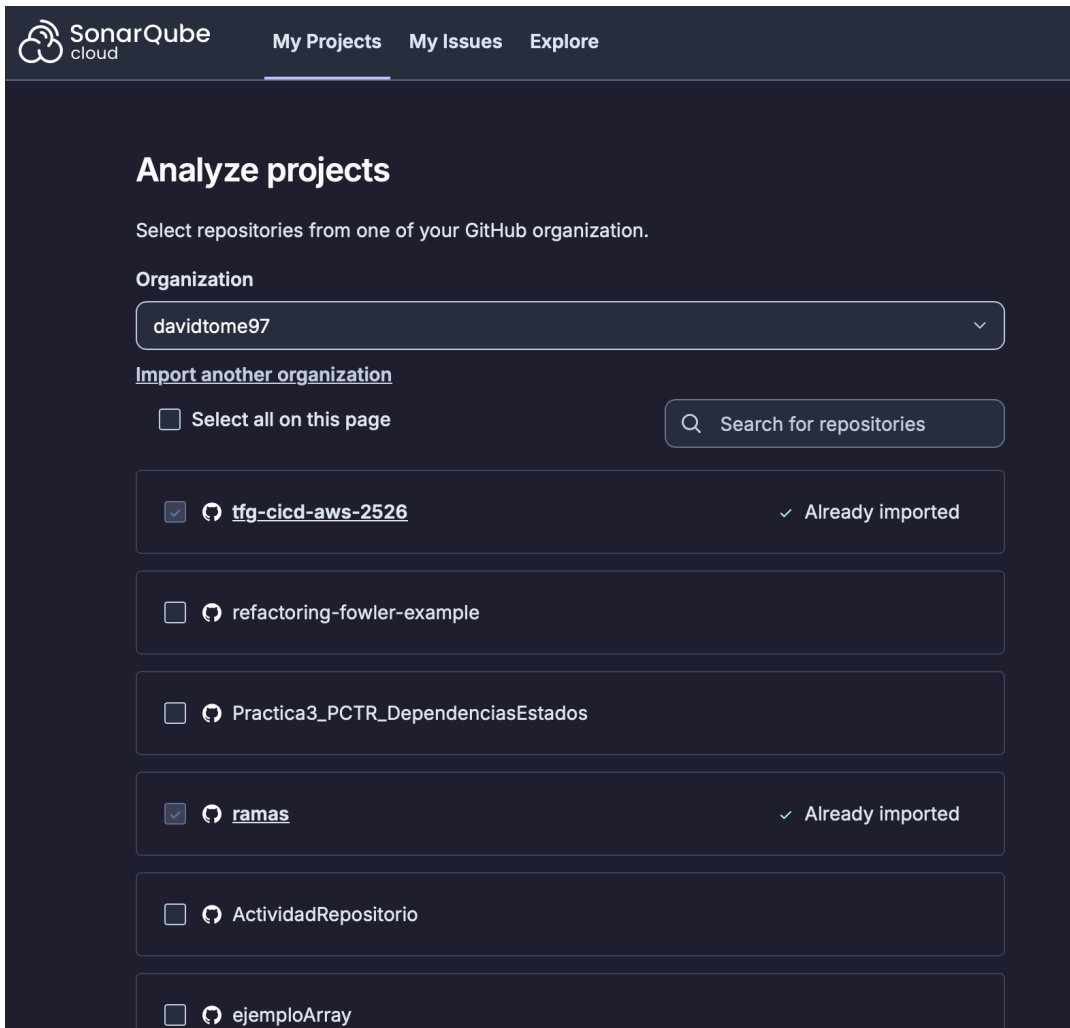 SonarQube
cloud
My Projects My Issues Explore
Analyze projects
Select repositories from one of your GitHub organization.
Organization
davidtome97
Import another organization
Select all on this page
Search for repositories
tfg-cicd-aws-2526 Already imported
refactoring-fowler-example
Practica3_PCTR_DependenciasEstados
ramas Already imported
ActividadRepositorio
ejemploArray